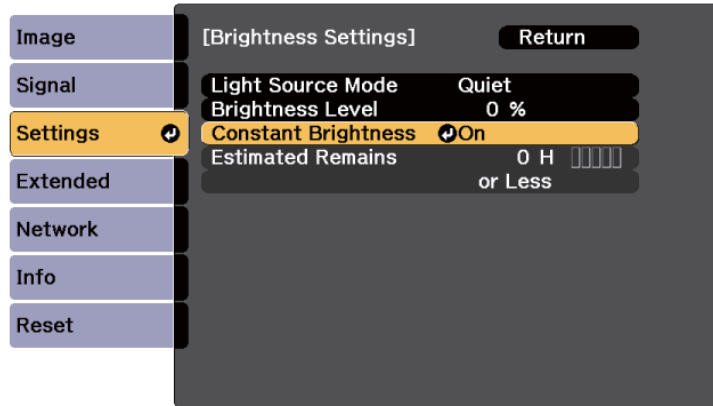 Image
Signal
Settings
Extended
Network
Info
Reset
[Brightness Settings] Return
Light Source Mode Quiet
Brightness Level 0 %
Constant Brightness On
Estimated Remains 0 H
or Less